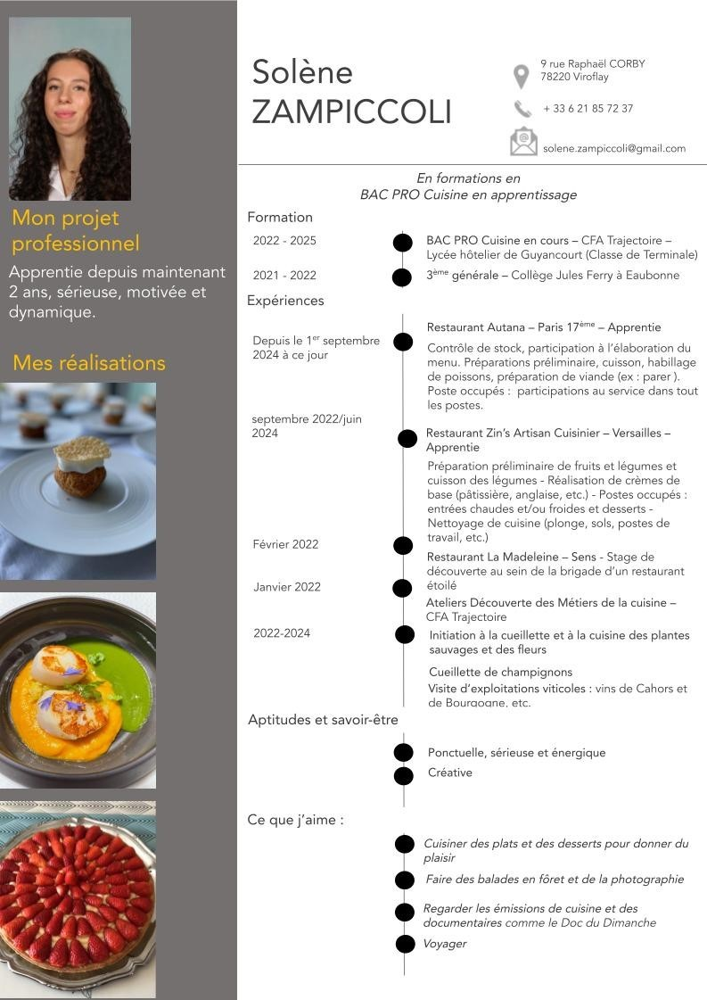 Solène
ZAMPICCOLI
9 rue Raphaël CORBY
78220 Viroflay
+ 33 6 21 85 72 37
solene.zampiccoli@gmail.com
Mon projet
professionnel
Apprentie depuis maintenant
2 ans, sérieuse, motivée et
dynamique.
Mes réalisations
En formations en
BAC PRO Cuisine en apprentissage
Formation
2022 - 2025
BAC PRO Cuisine en cours – CFA Trajectoire –
Lycée hôtelier de Guyancourt (Classe de Terminale)
2021 - 2022
3ème générale – Collège Jules Ferry à Eaubonne
Expériences
Depuis le 1er septembre
2024 à ce jour
Restaurant Autana – Paris 17ème – Apprentie
Contrôle de stock, participation à l’élaboration du
menu. Préparations préliminaire, cuisson, habillage
de poissons, préparation de viande (ex : parer ).
Poste occupés :  participations au service dans tout
les postes.
septembre 2022/juin
2024
Restaurant Zin’s Artisan Cuisinier – Versailles –
Apprentie
Préparation préliminaire de fruits et légumes et
cuisson des légumes - Réalisation de crèmes de
base (pâtissière, anglaise, etc.) - Postes occupés :
entrées chaudes et/ou froides et desserts -
Nettoyage de cuisine (plonge, sols, postes de
travail, etc.)
Février 2022
Restaurant La Madeleine – Sens - Stage de
découverte au sein de la brigade d’un restaurant
étoilé
Janvier 2022
Ateliers Découverte des Métiers de la cuisine –
CFA Trajectoire
2022-2024
Initiation à la cueillette et à la cuisine des plantes
sauvages et des fleurs
Cueillette de champignons
Visite d’exploitations viticoles : vins de Cahors et
de Bourgogne, etc.
Aptitudes et savoir-être
Ponctuelle, sérieuse et énergique
Créative
Ce que j’aime :
Cuisiner des plats et des desserts pour donner du
plaisir
Faire des balades en fôret et de la photographie
Regarder les émissions de cuisine et des
documentaires comme le Doc du Dimanche
Voyager